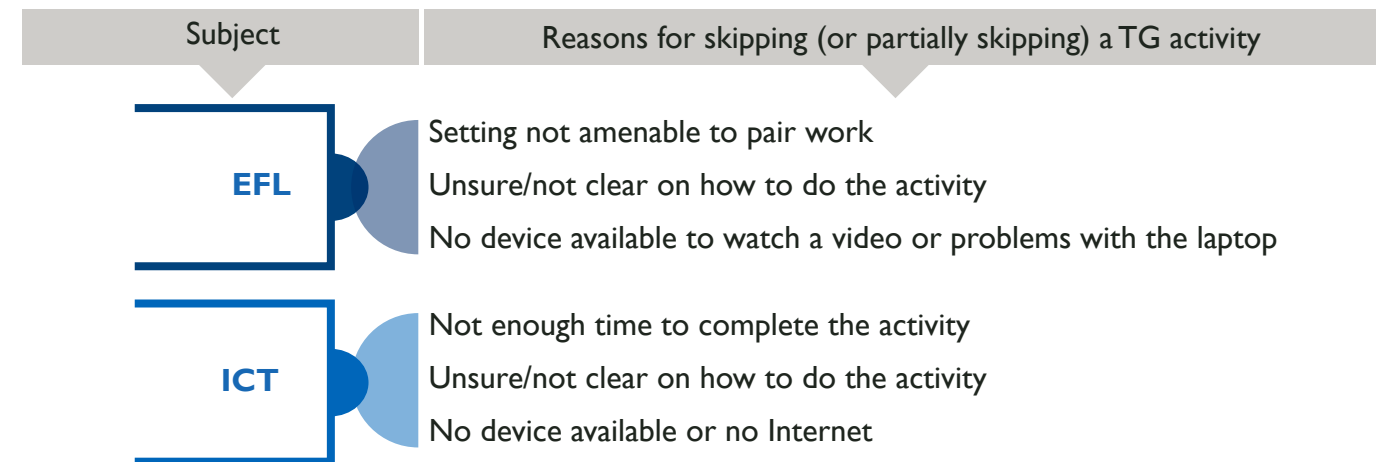 Subject
Reasons for skipping (or partially skipping) a TG activity
EFL
Setting not amenable to pair work
Unsure/not clear on how to do the activity
No device available to watch a video or problems with the laptop
ICT
Not enough time to complete the activity
Unsure/not clear on how to do the activity
No device available or no Internet